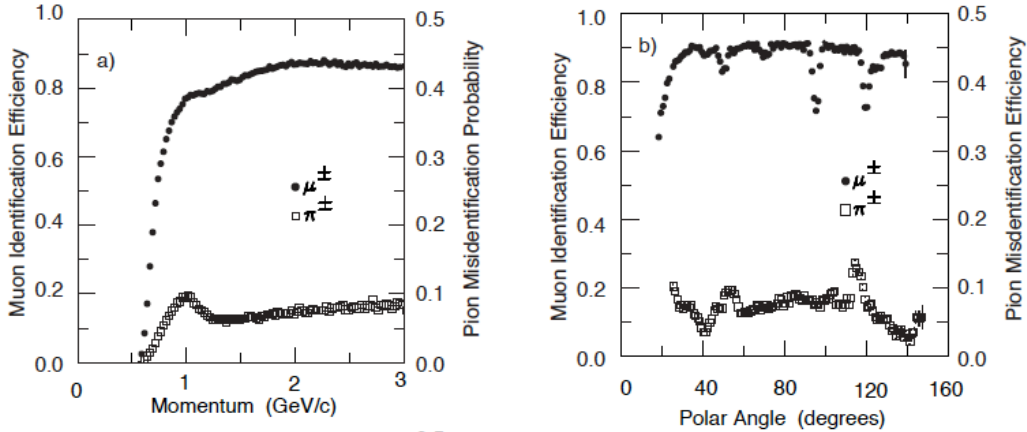 a)
Muon Identification Efficiency
1.0
0.8
0.6
0.4
0.2
0.0
Pion Misidentification Probability
0.5
0.4
0.3
0.2
0.1
0.0
μ±
π±
0 1 2 3
Momentum (GeV/c)
b)
Muon Identification Efficiency
1.0
0.8
0.6
0.4
0.2
0.0
Pion Misdentification Efficiency
0.5
0.4
0.3
0.2
0.1
0.0
μ±
π±
0 40 80 120 160
Polar Angle (degrees)